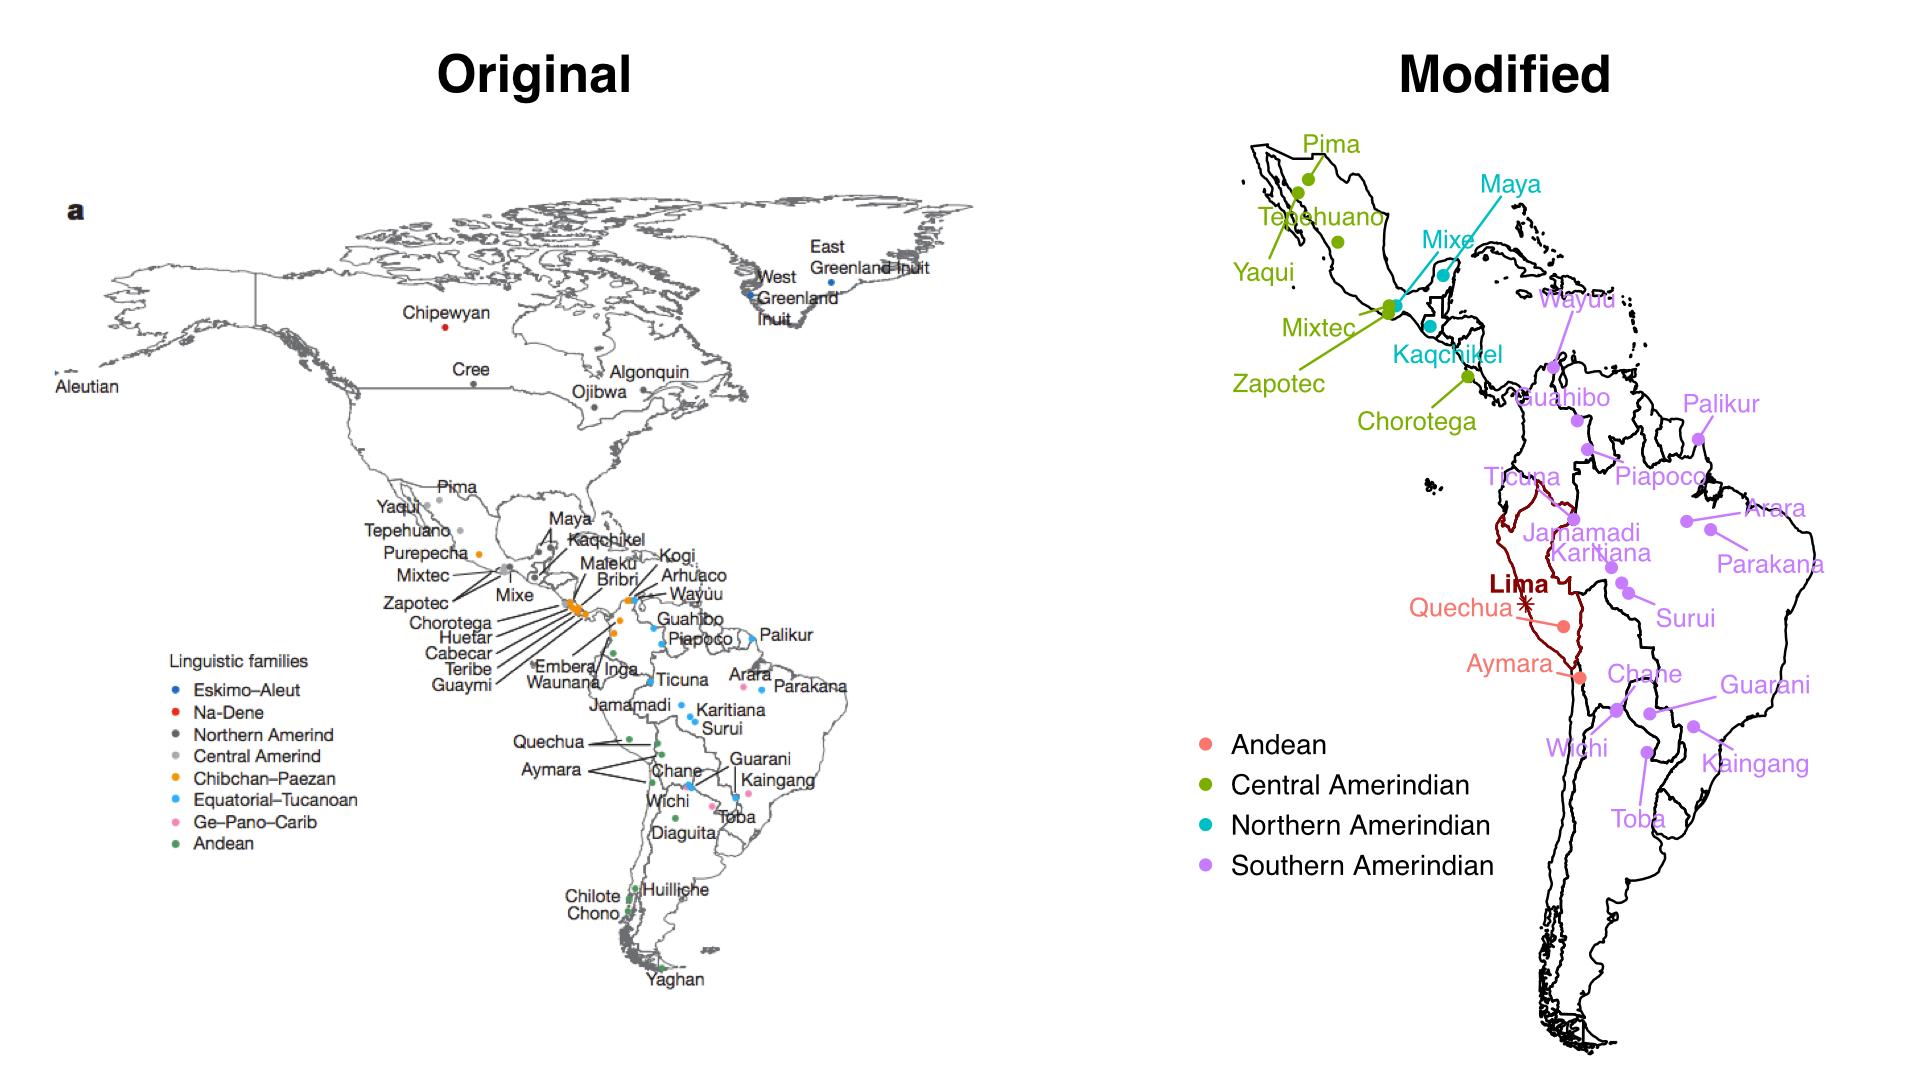 Original
Modified
a
East
Greenland Inuit
West
Greenland
Inuit
Chipewyan
Cree
Algonquin
Ojibwa
Aleutian
Pima
Yaqui
Tepehuano
Purepecha
Mixtec
Zapotec
Mixe
Maya
Kaqchikel
Maleku
Bribri
Kogi
Arhuaco
Wayuu
Chorotega
Huetar
Cabecar
Teribe
Guaymi
Embera
Waunana
Inga
Guahibo
Piapoco
Palikur
Ticuna
Arara
Parakana
Jamamadi
Karitiana
Surui
Quechua
Aymara
Chane
Guarani
Kaingang
Wichi
Toba
Diaguita
Chilote
Huilliche
Chono
Yaghan
Linguistic families
Eskimo–Aleut
Na-Dene
Northern Amerind
Central Amerind
Chibchan–Paezan
Equatorial–Tucanoan
Ge–Pano–Carib
Andean
Pima
Maya
Tepehuano
Mixe
Yaqui
Wayuu
Mixtec
Kaqchikel
Zapotec
Guahibo
Palikur
Chorotega
Ticuna
Piapoco
Arara
Jamamadi
Karitiana
Parakana
Lima
Quechua
Surui
Aymara
Chane
Guarani
Wichi
Kaingang
Toba
Andean
Central Amerindian
Northern Amerindian
Southern Amerindian